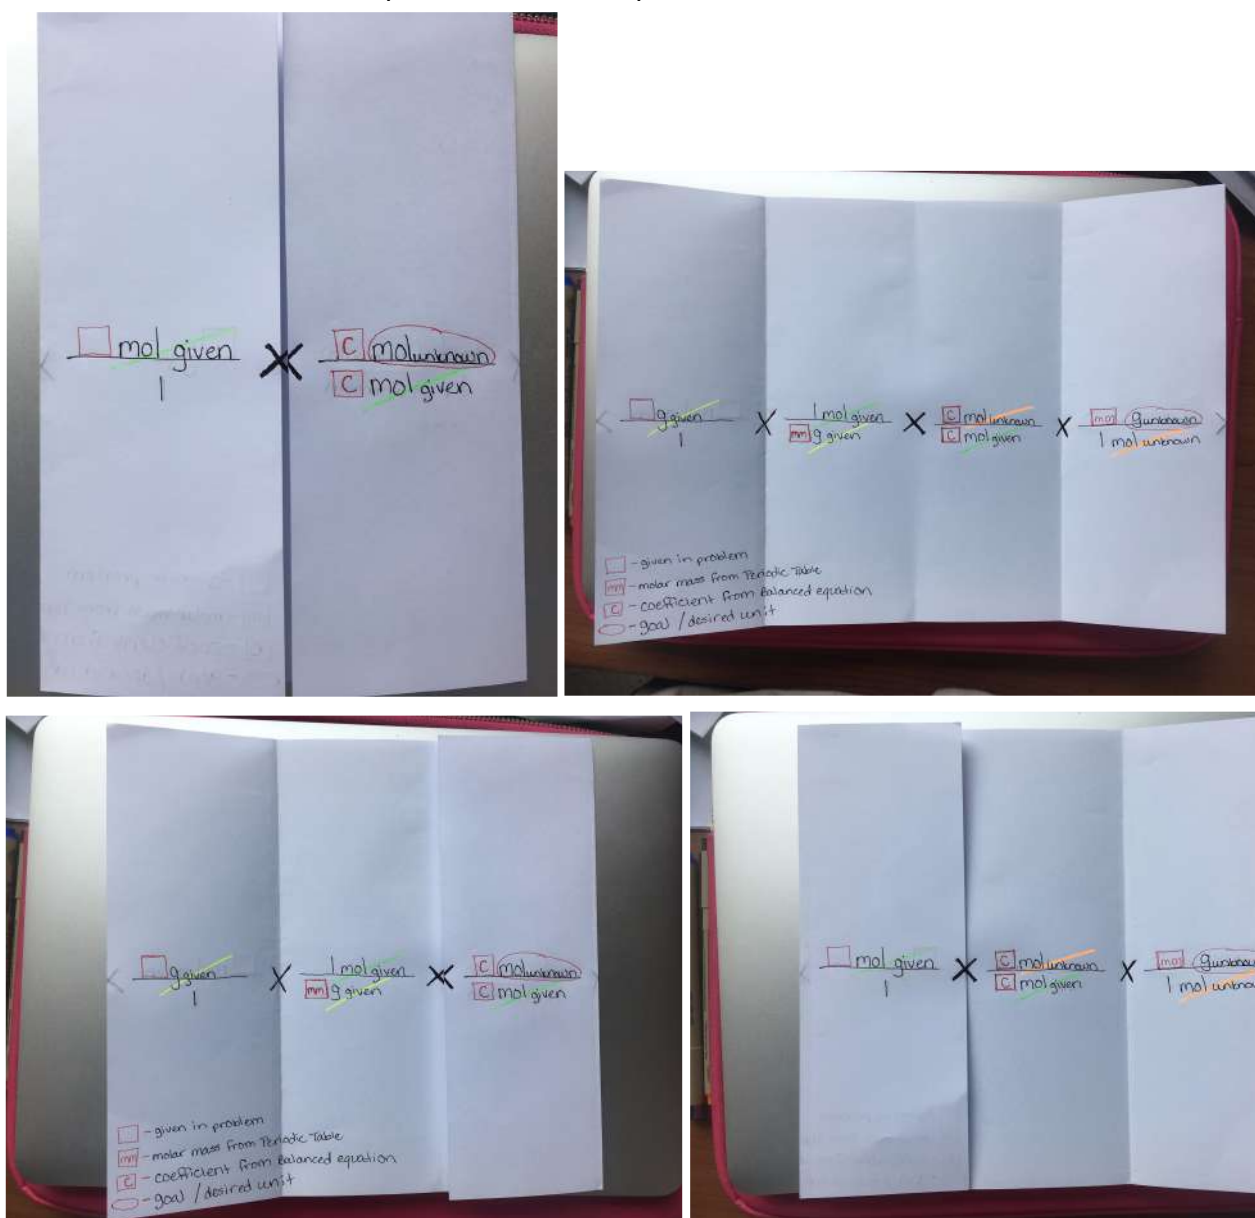 □ mol given
1
X
C mol unknown
C mol given
□ g given
1
X
1 mol given
mm g given
X
C mol unknown
C mol given
X
mm g unknown
1 mol unknown
□ - given in problem
mm - molar mass from Periodic Table
C - coefficient from Balanced equation
- goal / desired unit
□ g given
1
X
1 mol given
mm g given
X
C mol unknown
C mol given
□ - given in problem
mm - molar mass from Periodic Table
C - coefficient from Balanced equation
- goal / desired unit
□ mol given
1
X
C mol unknown
C mol given
X
mm g unknow
1 mol unknow